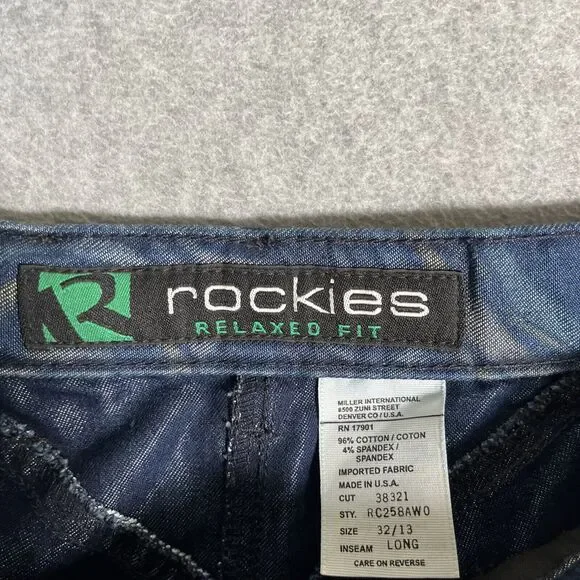 R rockies
RELAXED FIT
MILLER INTERNATIONAL
8500 ZUNI STREET
DENVER CO / U.S.A.
RN 17901
96% COTTON / COTON
4% SPANDEX /
SPANDEX
IMPORTED FABRIC
MADE IN U.S.A.
CUT 38321
STY. RC258AWO
SIZE 32/13
INSEAM LONG
CARE ON REVERSE